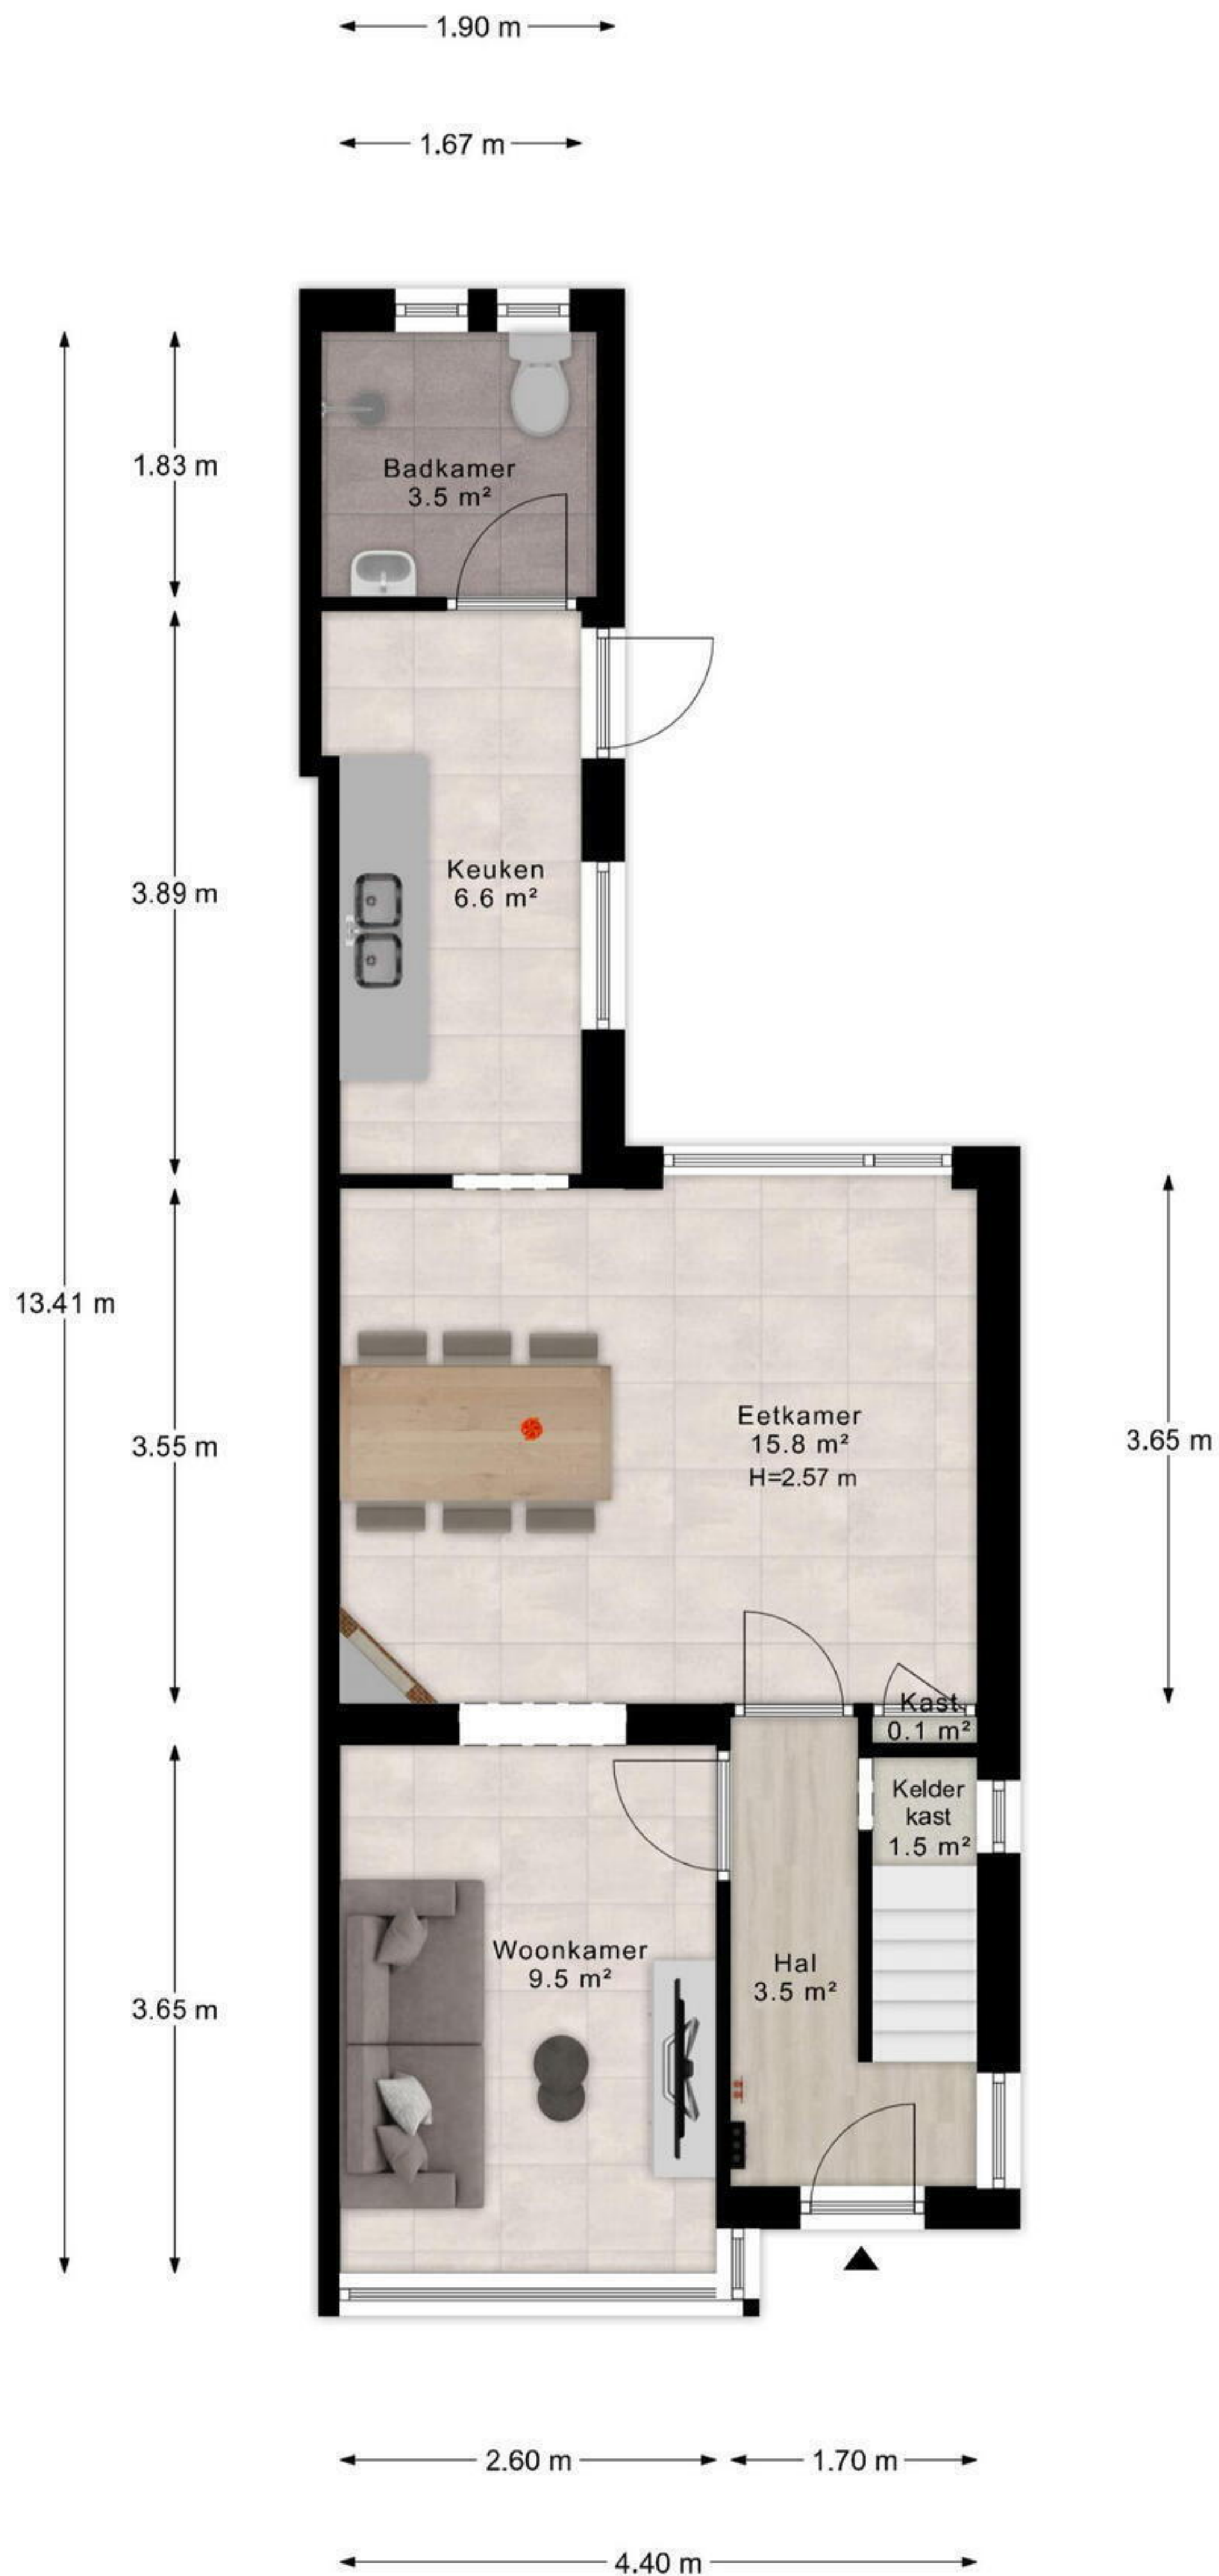 1.90 m
1.67 m
1.83 m
Badkamer
3.5 m²
3.89 m
Keuken
6.6 m²
13.41 m
3.55 m
Eetkamer
15.8 m²
H=2.57 m
3.65 m
Kast
0.1 m²
Kelder
kast
1.5 m²
Woonkamer
9.5 m²
Hal
3.5 m²
3.65 m
2.60 m
1.70 m
4.40 m